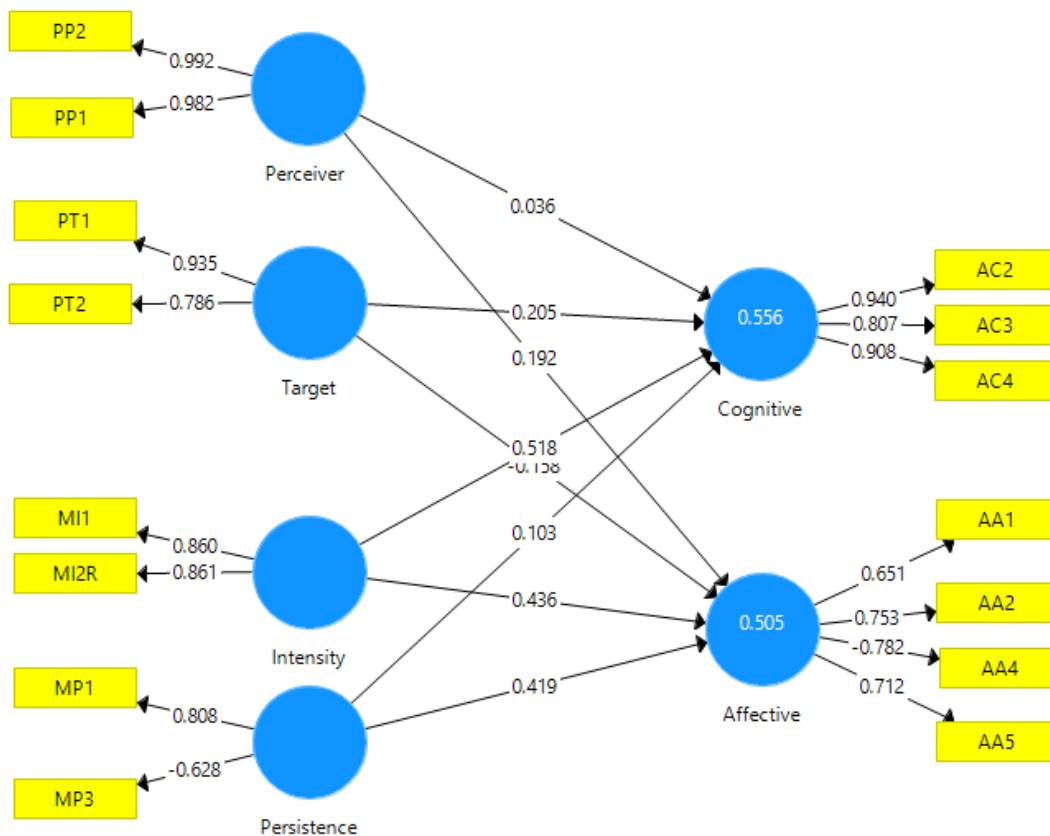 PP2
0.992
PP1
0.982
Perceiver
0.036
PT1
0.935
PT2
0.786
Target
0.205
0.192
0.556
Cognitive
AC2
0.940
AC3
0.807
AC4
0.908
0.518
-0.158
MI1
0.860
MI2R
0.861
Intensity
0.103
0.436
MP1
0.808
MP3
-0.628
Persistence
0.419
0.505
Affective
AA1
0.651
AA2
0.753
AA4
-0.782
AA5
0.712